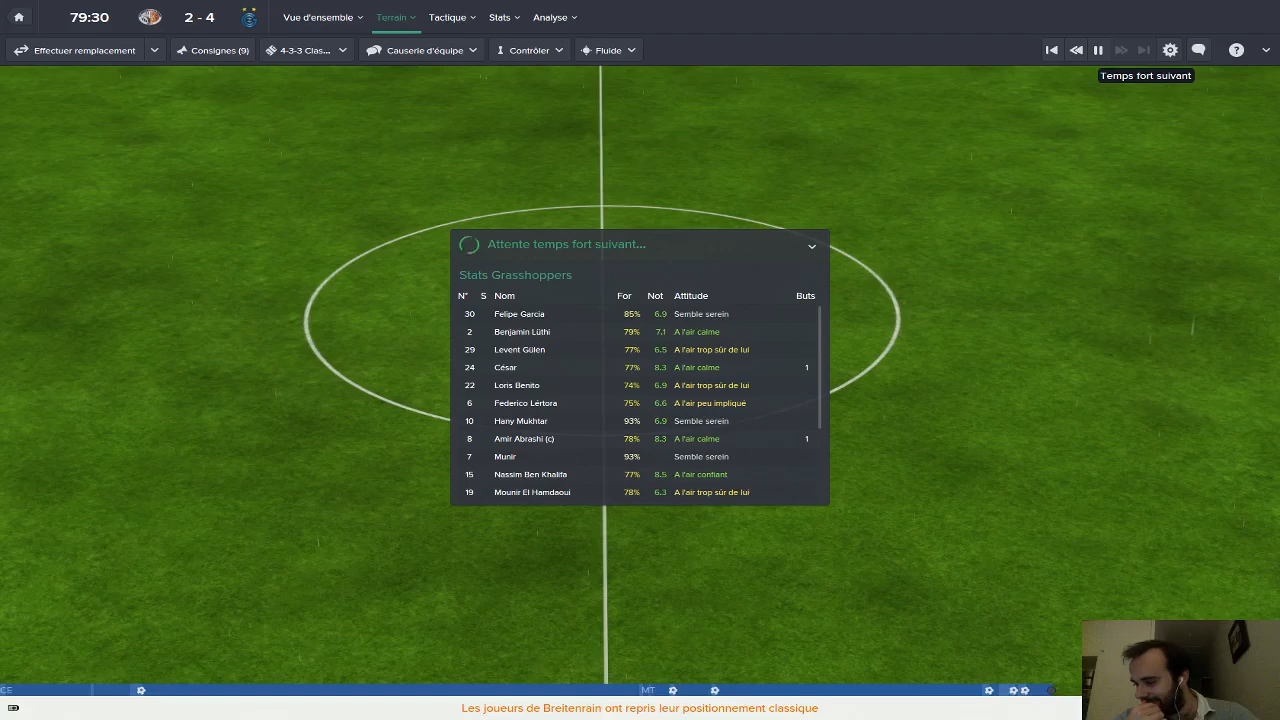 79:30 2 - 4 Vue d'ensemble Terrain Tactique Stats Analyse
Effectuer remplacement Consignes (9) 4-3-3 Clas... Causerie d'équipe Contrôler Fluide
Temps fort suivant
Attente temps fort suivant...
Stats Grasshoppers
N° S Nom For Not Attitude Buts
30 Felipe Garcia 85% 6.9 Semble serein
2 Benjamin Lüthi 79% 7.1 A l'air calme
29 Levent Gülen 77% 6.5 A l'air trop sûr de lui
24 César 77% 8.3 A l'air calme 1
22 Loris Benito 74% 6.9 A l'air trop sûr de lui
6 Federico Lértora 75% 6.6 A l'air peu impliqué
10 Hany Mukhtar 93% 6.9 Semble serein
8 Amir Abrashi (c) 78% 8.3 A l'air calme 1
7 Munir 93% Semble serein
15 Nassim Ben Khalifa 77% 8.5 A l'air confiant
19 Mounir El Hamdaoui 78% 6.3 A l'air trop sûr de lui
CE MT
Les joueurs de Breitenrain ont repris leur positionnement classique